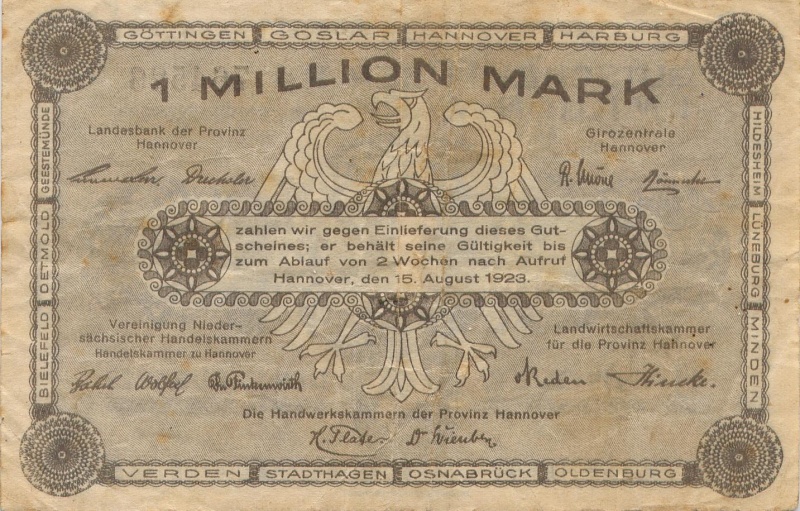 GÖTTINGEN GOSLAR HANNOVER HARBURG
1 MILLION MARK
Landesbank der Provinz
Hannover
Girozentrale
Hannover
Drechsler
zahlen wir gegen Einlieferung dieses Gut-
scheines; er behält seine Gültigkeit bis
zum Ablauf von 2 Wochen nach Aufruf
Hannover, den 15. August 1923.
Vereinigung Nieder-
sächsischer Handelskammern
Handelskammer zu Hannover
Landwirtschaftskammer
für die Provinz Hannover
Finkenwirth
Die Handwerkskammern der Provinz Hannover
H. Plate
BIELEFELD DETMOLD GEESTEMÜNDE
HILDESHEIM LÜNEBURG MINDEN
VERDEN STADTHAGEN OSNABRÜCK OLDENBURG